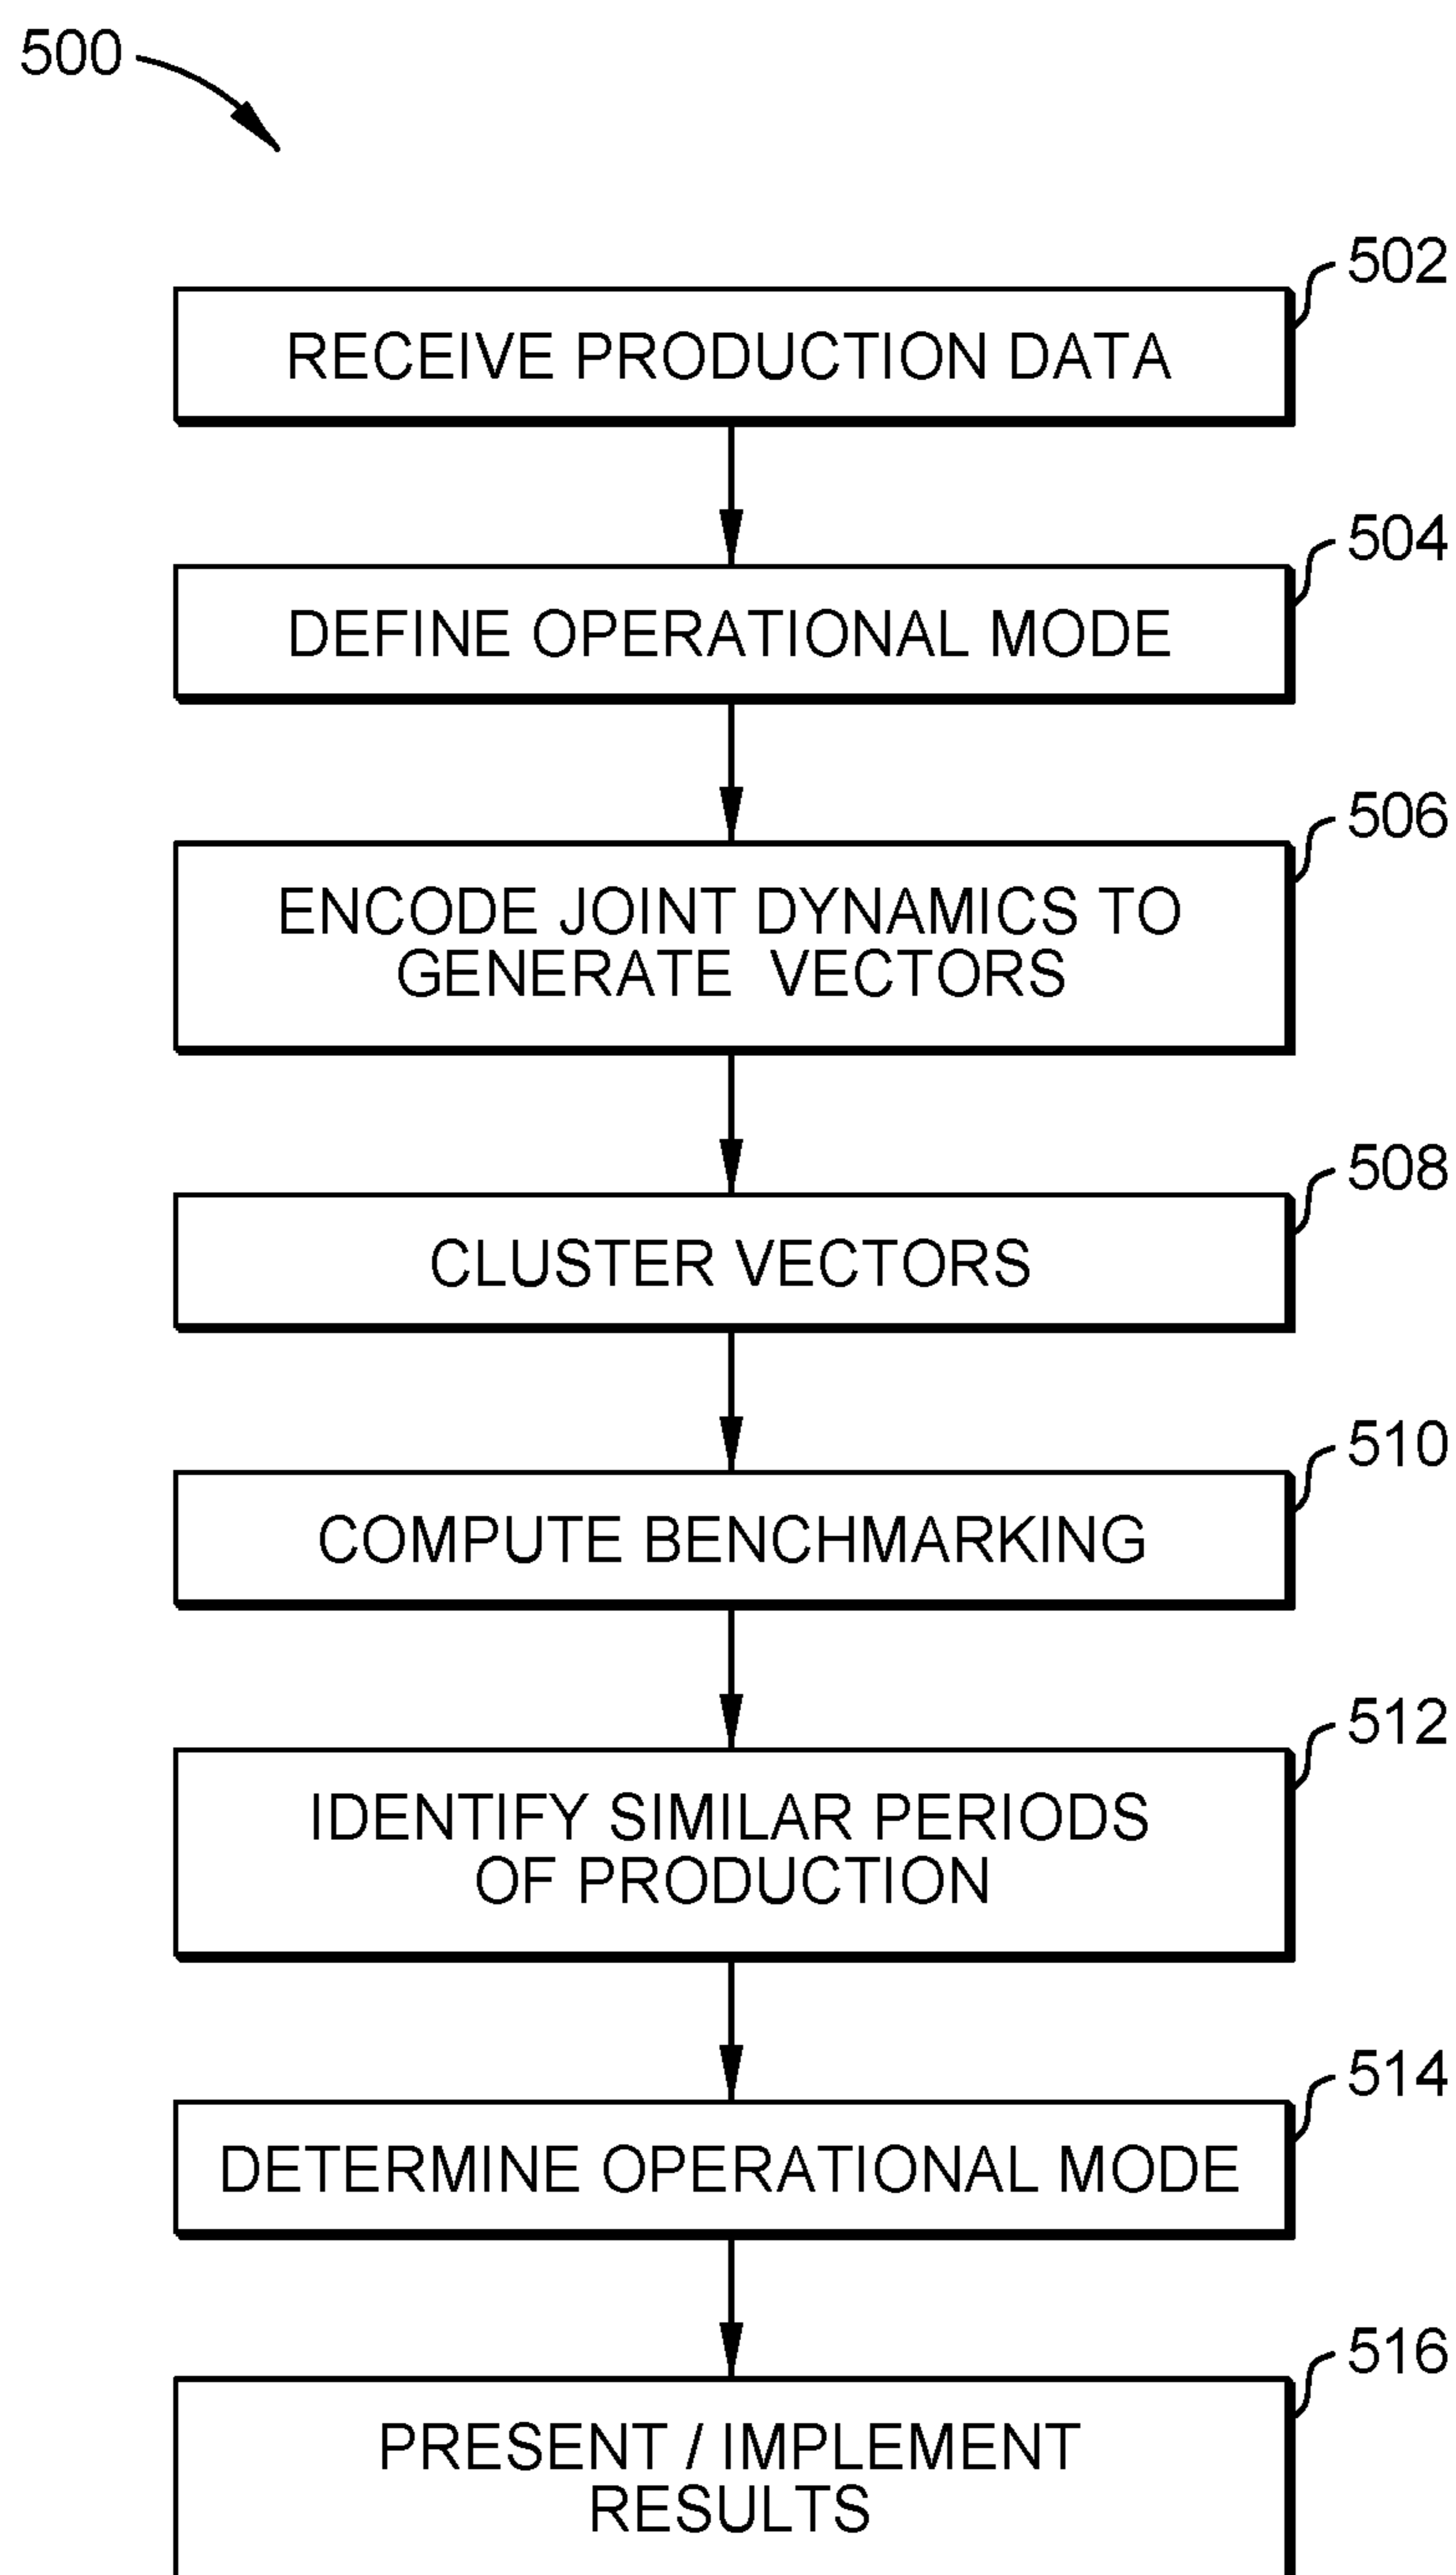 500
502
RECEIVE PRODUCTION DATA
504
DEFINE OPERATIONAL MODE
506
ENCODE JOINT DYNAMICS TO
GENERATE VECTORS
508
CLUSTER VECTORS
510
COMPUTE BENCHMARKING
512
IDENTIFY SIMILAR PERIODS
OF PRODUCTION
514
DETERMINE OPERATIONAL MODE
516
PRESENT / IMPLEMENT
RESULTS